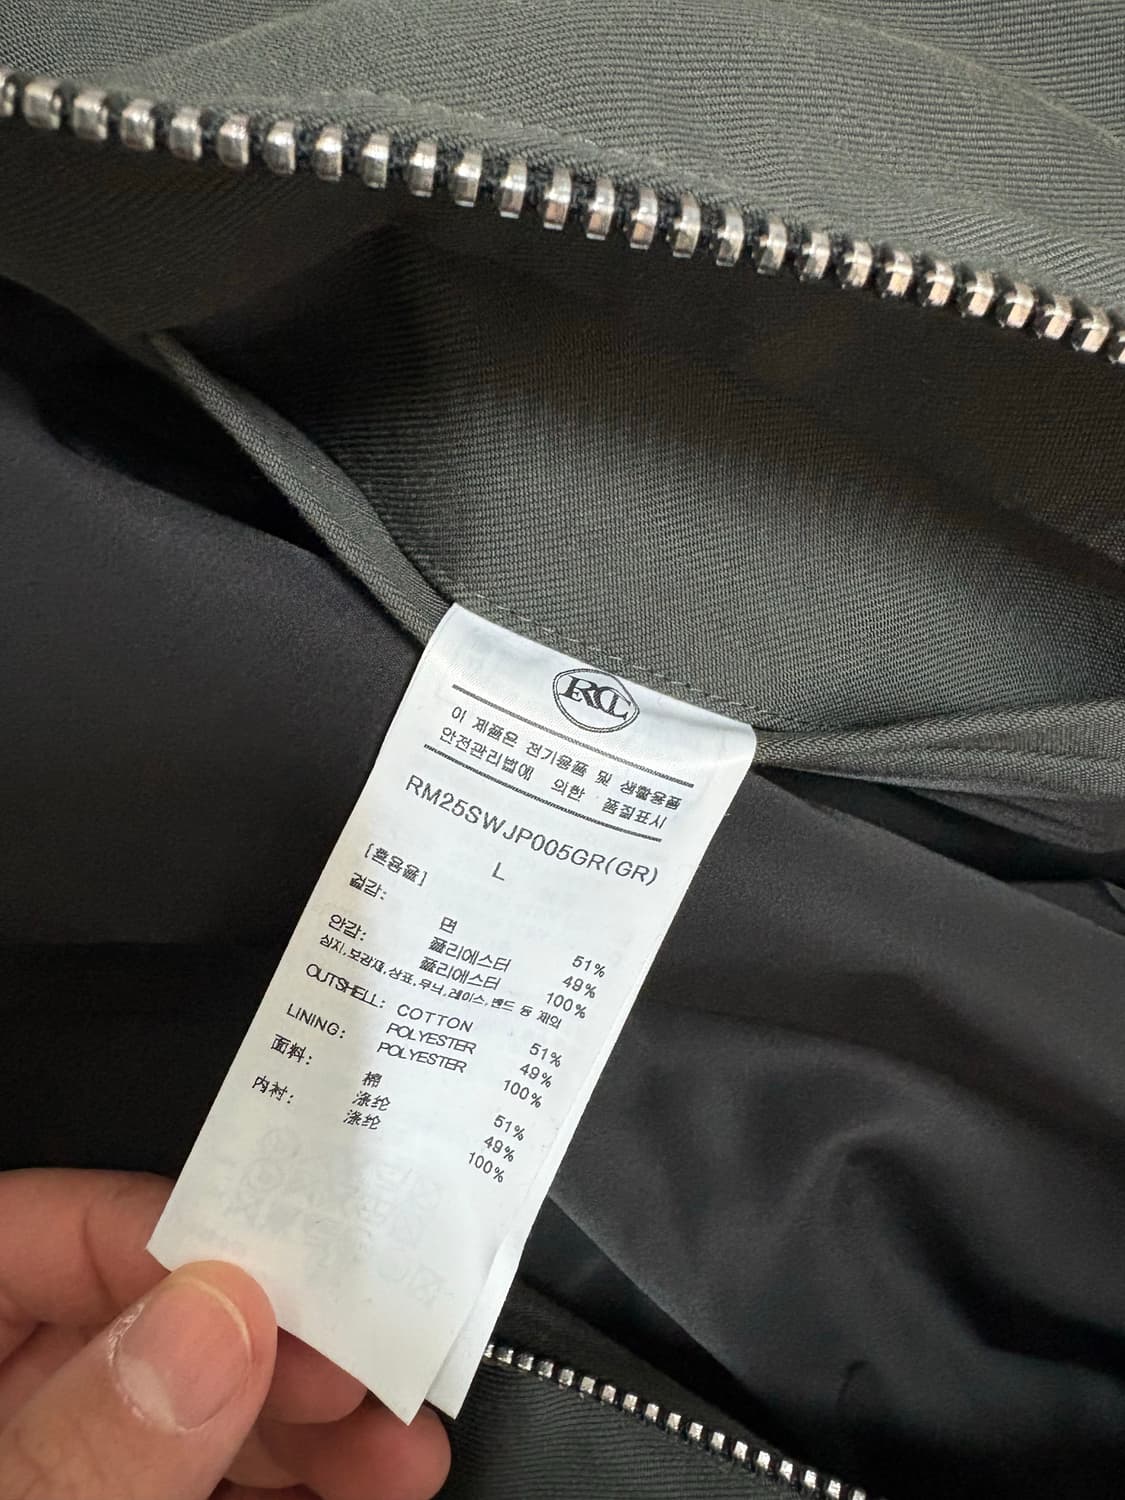 RCL
이 제품은 전기용품 및 생활용품
안전관리법에 의한 품질표시
RM25SWJP005GR(GR)
L
[혼용율]
겉감: 면 51%
폴리에스터 49%
안감: 폴리에스터 100%
심지,보강재,상표,무늬,레이스,밴드 등 제외
OUTSHELL: COTTON 51%
POLYESTER 49%
LINING: POLYESTER 100%
面料: 棉 51%
涤纶 49%
内衬: 涤纶 100%